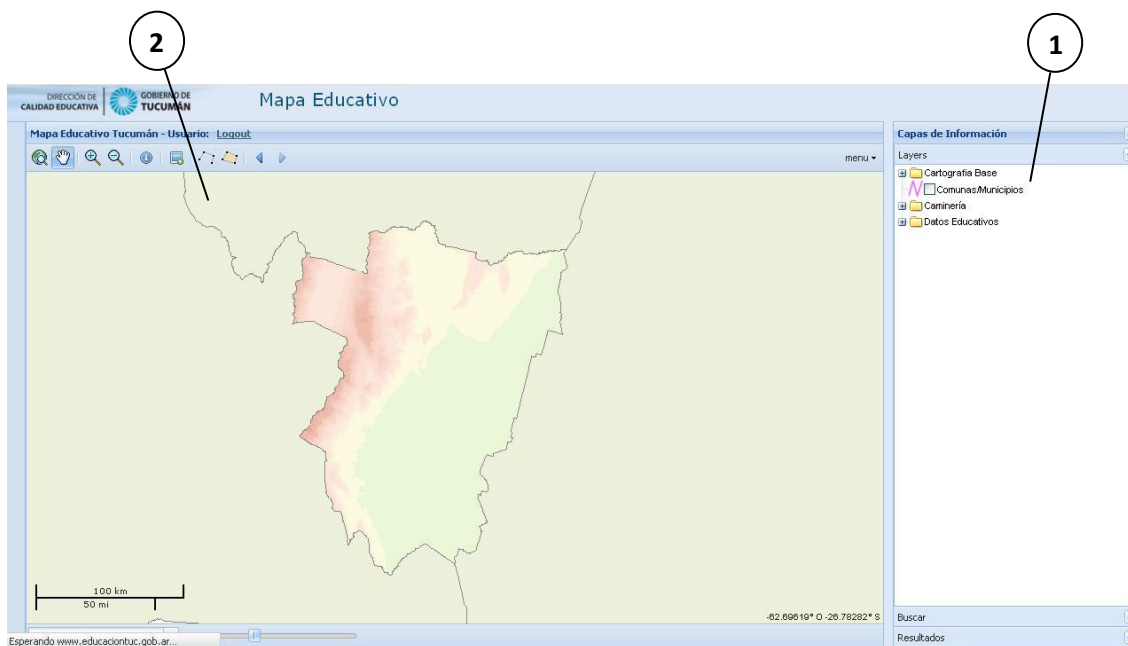 2
1
DIRECCIÓN DE
CALIDAD EDUCATIVA
GOBIERNO DE
TUCUMÁN
Mapa Educativo
Mapa Educativo Tucumán - Usuario: Logout
menu
Capas de Información
Layers
Cartografia Base
Comunas/Municipios
Caminería
Datos Educativos
100 km
50 mi
-62.69619° O -26.78282° S
Buscar
Resultados
Esperando www.educaciontuc.gob.ar...